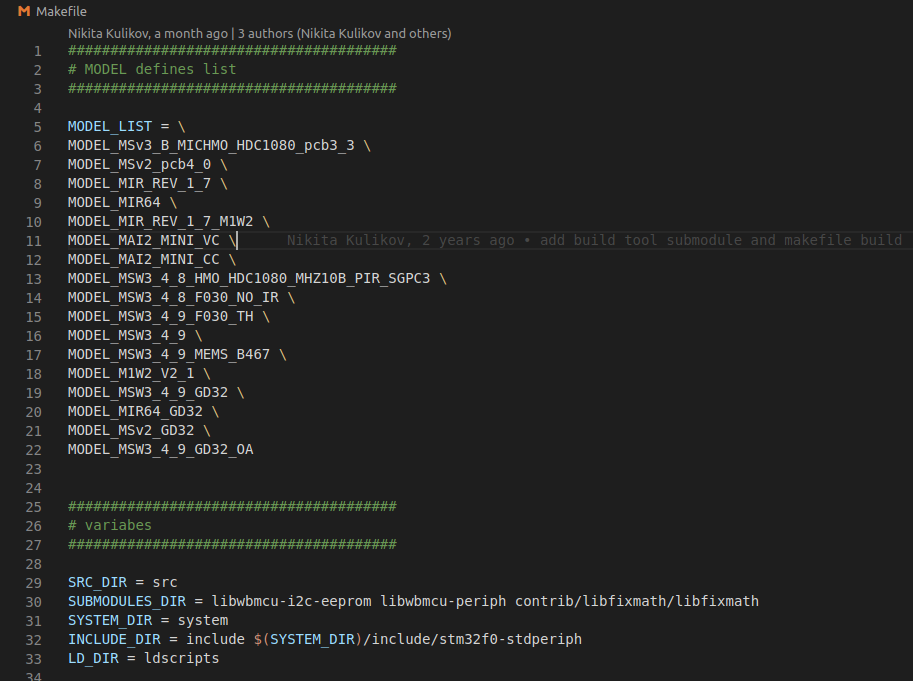 M Makefile
Nikita Kulikov, a month ago | 3 authors (Nikita Kulikov and others)
1 #######################################
2 # MODEL defines list
3 #######################################
4
5 MODEL_LIST = \
6 MODEL_MSv3_B_MICHMO_HDC1080_pcb3_3 \
7 MODEL_MSv2_pcb4_0 \
8 MODEL_MIR_REV_1_7 \
9 MODEL_MIR64 \
10 MODEL_MIR_REV_1_7_M1W2 \
11 MODEL_MAI2_MINI_VC \ Nikita Kulikov, 2 years ago • add build tool submodule and makefile build
12 MODEL_MAI2_MINI_CC \
13 MODEL_MSW3_4_8_HMO_HDC1080_MHZ10B_PIR_SGPC3 \
14 MODEL_MSW3_4_8_F030_NO_IR \
15 MODEL_MSW3_4_9_F030_TH \
16 MODEL_MSW3_4_9 \
17 MODEL_MSW3_4_9_MEMS_B467 \
18 MODEL_M1W2_V2_1 \
19 MODEL_MSW3_4_9_GD32 \
20 MODEL_MIR64_GD32 \
21 MODEL_MSv2_GD32 \
22 MODEL_MSW3_4_9_GD32_OA
23
24
25 #######################################
26 # variabes
27 #######################################
28
29 SRC_DIR = src
30 SUBMODULES_DIR = libwbmcu-i2c-eeprom libwbmcu-periph contrib/libfixmath/libfixmath
31 SYSTEM_DIR = system
32 INCLUDE_DIR = include $(SYSTEM_DIR)/include/stm32f0-stdperiph
33 LD_DIR = ldscripts
34